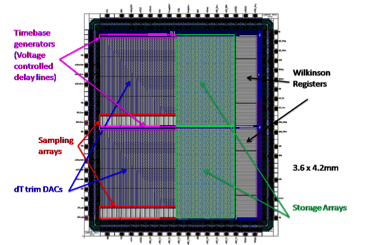 Timebase
generators
(Voltage
controlled
delay lines)
Wilkinson
Registers
Sampling
arrays
3.6 x 4.2mm
dT trim DACs
Storage Arrays